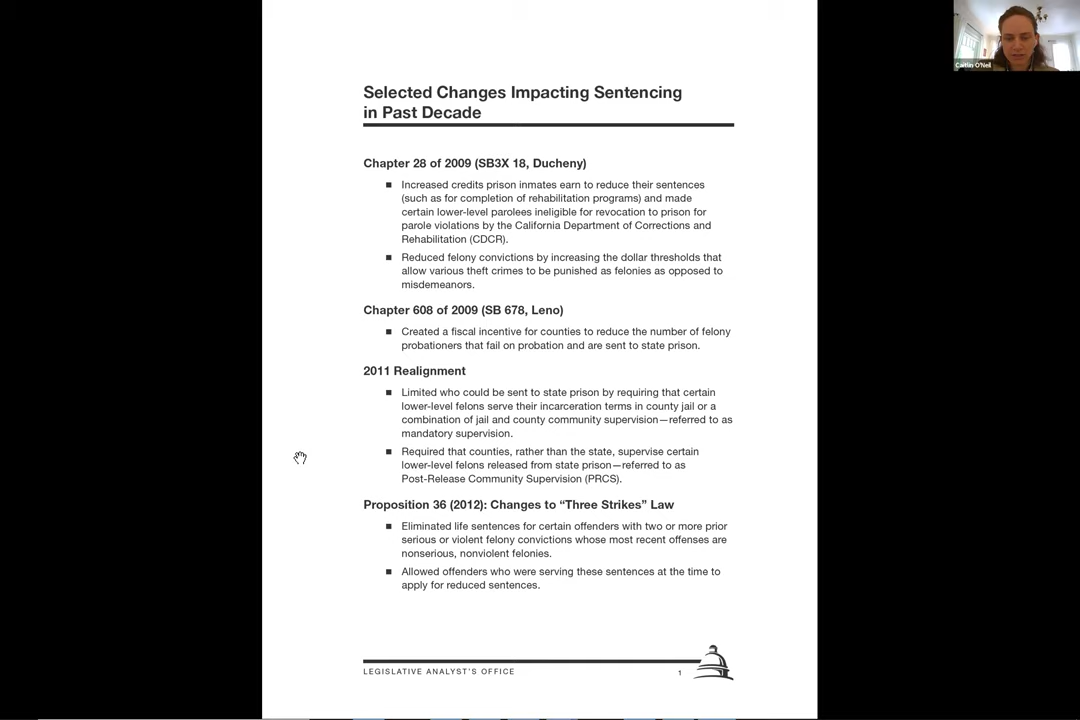 Selected Changes Impacting Sentencing
in Past Decade
Chapter 28 of 2009 (SB3X 18, Ducheny)
■ Increased credits prison inmates earn to reduce their sentences
(such as for completion of rehabilitation programs) and made
certain lower-level parolees ineligible for revocation to prison for
parole violations by the California Department of Corrections and
Rehabilitation (CDCR).
■ Reduced felony convictions by increasing the dollar thresholds that
allow various theft crimes to be punished as felonies as opposed to
misdemeanors.
Chapter 608 of 2009 (SB 678, Leno)
■ Created a fiscal incentive for counties to reduce the number of felony
probationers that fail on probation and are sent to state prison.
2011 Realignment
■ Limited who could be sent to state prison by requiring that certain
lower-level felons serve their incarceration terms in county jail or a
combination of jail and county community supervision—referred to as
mandatory supervision.
■ Required that counties, rather than the state, supervise certain
lower-level felons released from state prison—referred to as
Post-Release Community Supervision (PRCS).
Proposition 36 (2012): Changes to “Three Strikes” Law
■ Eliminated life sentences for certain offenders with two or more prior
serious or violent felony convictions whose most recent offenses are
nonserious, nonviolent felonies.
■ Allowed offenders who were serving these sentences at the time to
apply for reduced sentences.
LEGISLATIVE ANALYST'S OFFICE
1
Caitlin O'Neil